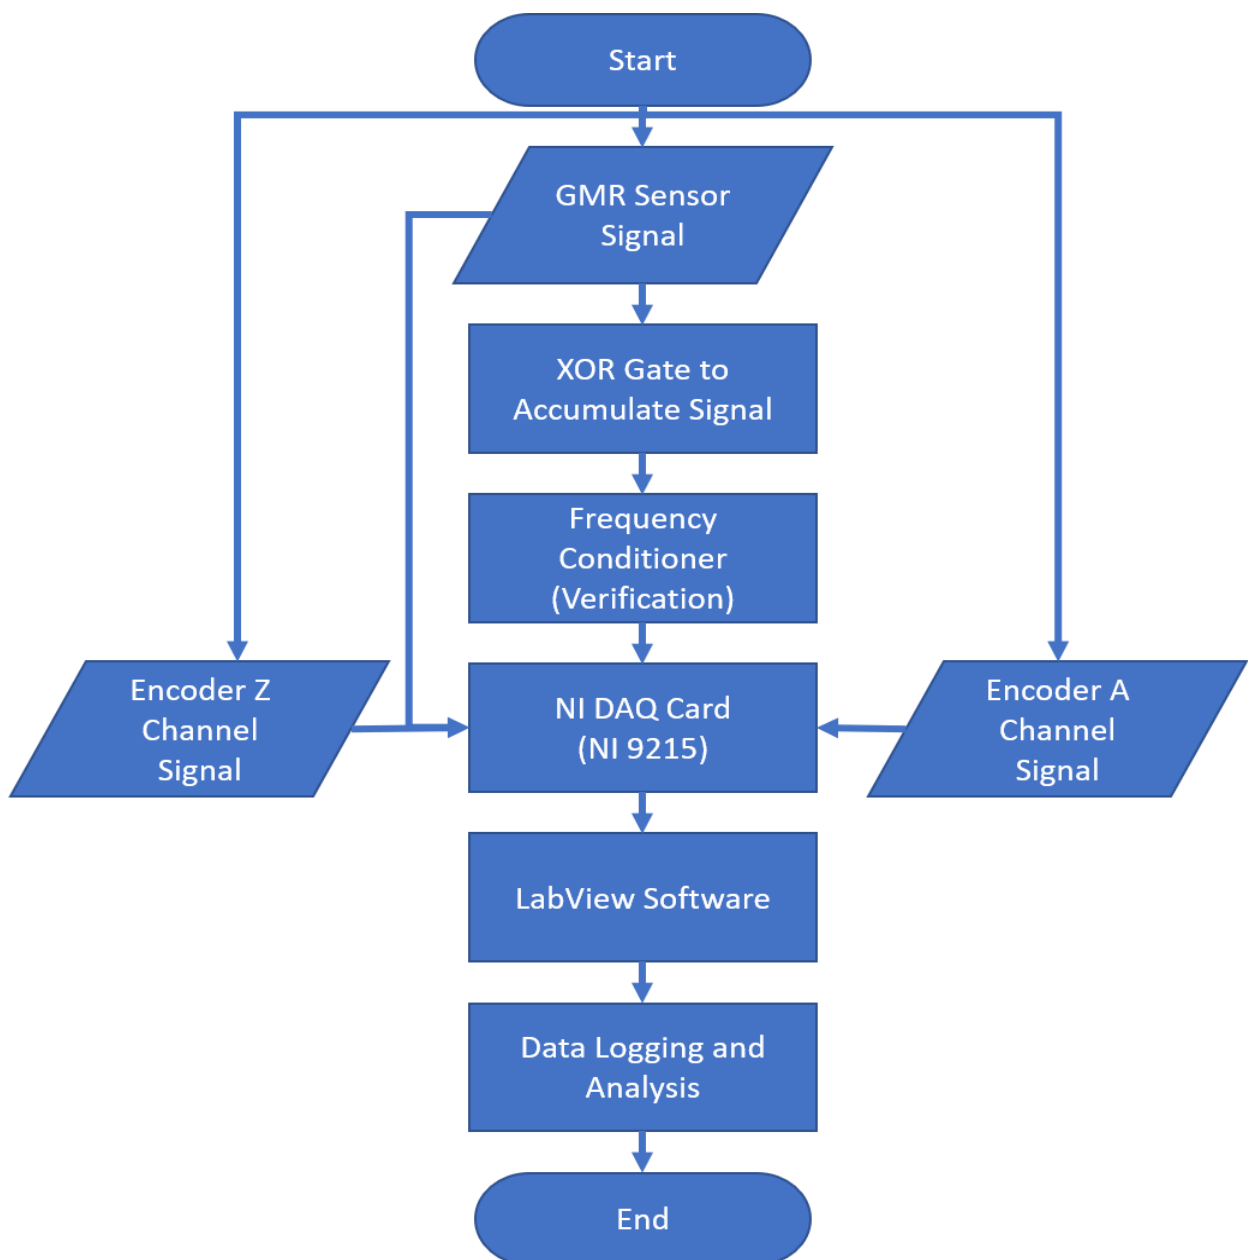 Start
GMR Sensor
Signal
XOR Gate to
Accumulate Signal
Frequency
Conditioner
(Verification)
Encoder Z
Channel
Signal
NI DAQ Card
(NI 9215)
Encoder A
Channel
Signal
LabView Software
Data Logging and
Analysis
End